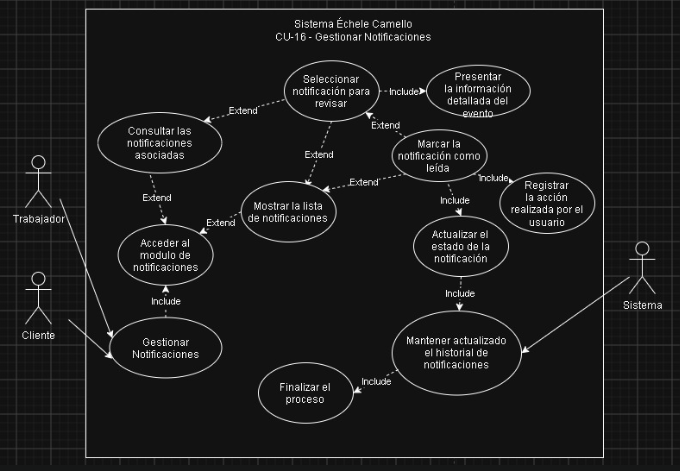 Sistema Échele Camello
CU-16 - Gestionar Notificaciones
Seleccionar
notificación para
revisar
Include
Presentar
la información
detallada del
evento
Extend
Extend
Consultar las
notificaciones
asociadas
Marcar la
notificación como
leída
Extend
Extend
Include
Registrar
la acción
realizada por el
usuario
Extend
Include
Mostrar la lista
de notificaciones
Extend
Trabajador
Acceder al
modulo de
notificaciones
Actualizar el
estado de la
notificación
Include
Include
Sistema
Cliente
Gestionar
Notificaciones
Mantener actualizado
el historial de
notificaciones
Include
Finalizar el
proceso